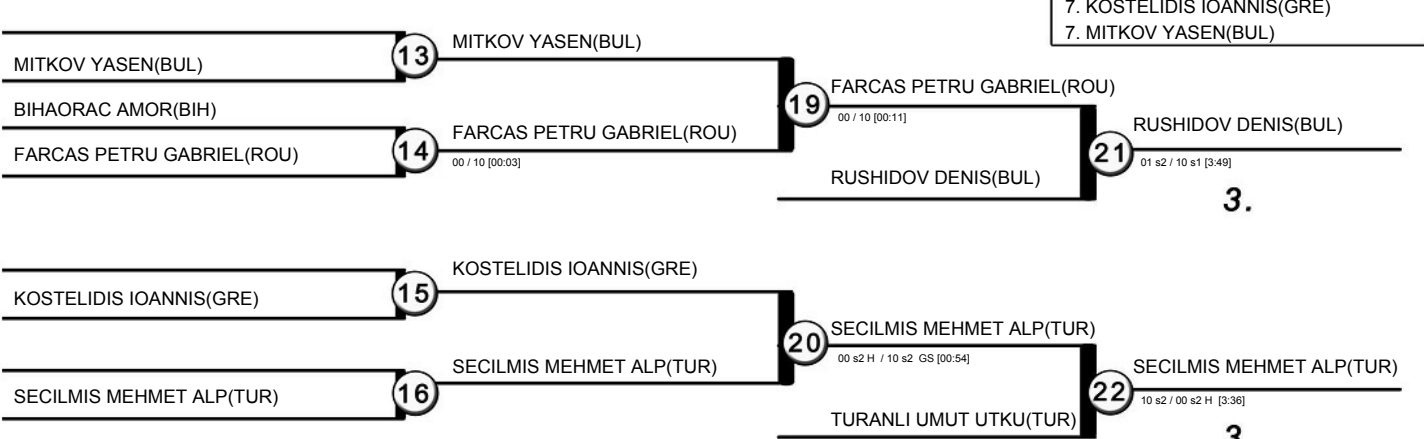 7. KOSTELIDIS IOANNIS(GRE)
7. MITKOV YASEN(BUL)
MITKOV YASEN(BUL)
13
MITKOV YASEN(BUL)
BIHAORAC AMOR(BIH)
FARCAS PETRU GABRIEL(ROU)
14
FARCAS PETRU GABRIEL(ROU)
00 / 10 [00:03]
19
FARCAS PETRU GABRIEL(ROU)
00 / 10 [00:11]
RUSHIDOV DENIS(BUL)
21
RUSHIDOV DENIS(BUL)
01 s2 / 10 s1 [3:49]
3.
KOSTELIDIS IOANNIS(GRE)
15
KOSTELIDIS IOANNIS(GRE)
SECILMIS MEHMET ALP(TUR)
16
SECILMIS MEHMET ALP(TUR)
20
SECILMIS MEHMET ALP(TUR)
00 s2 H / 10 s2 GS [00:54]
TURANLI UMUT UTKU(TUR)
22
SECILMIS MEHMET ALP(TUR)
10 s2 / 00 s2 H [3:36]
3